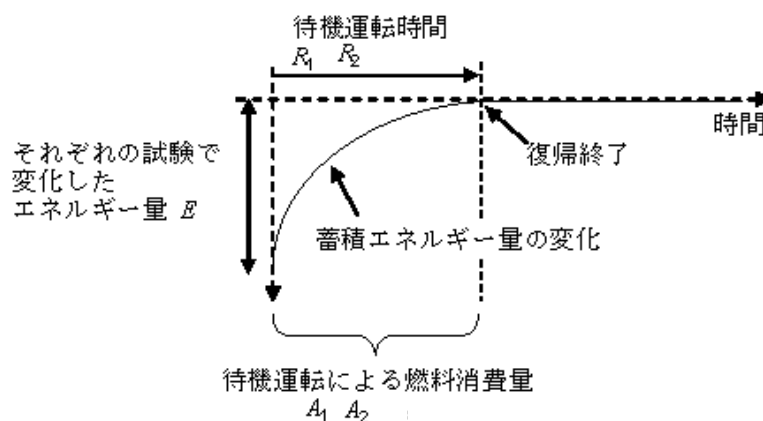 待機運転時間
R₁ R₂
時間
復帰終了
それぞれの試験で
変化した
エネルギー量 E
蓄積エネルギー量の変化
待機運転による燃料消費量
A₁ A₂